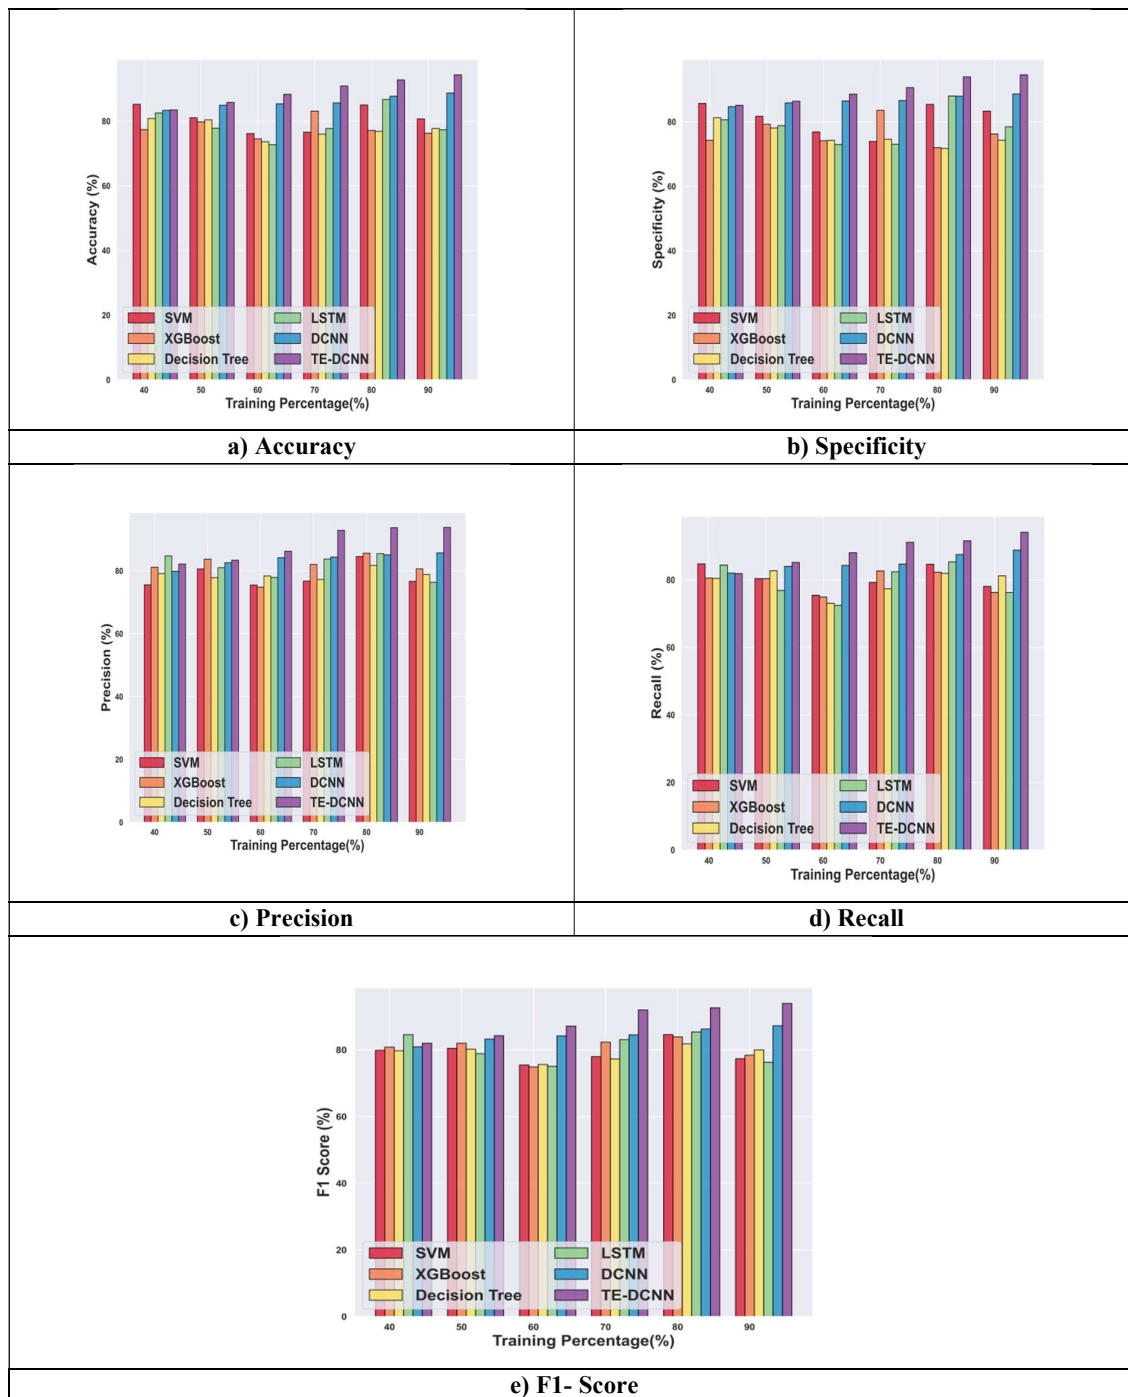 Accuracy (%)
80
60
40
20
0
SVM LSTM
XGBoost DCNN
Decision Tree TE-DCNN
40 50 60 70 80 90
Training Percentage(%)
Specificity (%)
80
60
40
20
0
SVM LSTM
XGBoost DCNN
Decision Tree TE-DCNN
40 50 60 70 80 90
Training Percentage(%)
a) Accuracy
b) Specificity
Precision (%)
80
60
40
20
0
SVM LSTM
XGBoost DCNN
Decision Tree TE-DCNN
40 50 60 70 80 90
Training Percentage(%)
Recall (%)
80
60
40
20
0
SVM LSTM
XGBoost DCNN
Decision Tree TE-DCNN
40 50 60 70 80 90
Training Percentage(%)
c) Precision
d) Recall
F1 Score (%)
80
60
40
20
0
SVM LSTM
XGBoost DCNN
Decision Tree TE-DCNN
40 50 60 70 80 90
Training Percentage(%)
e) F1- Score